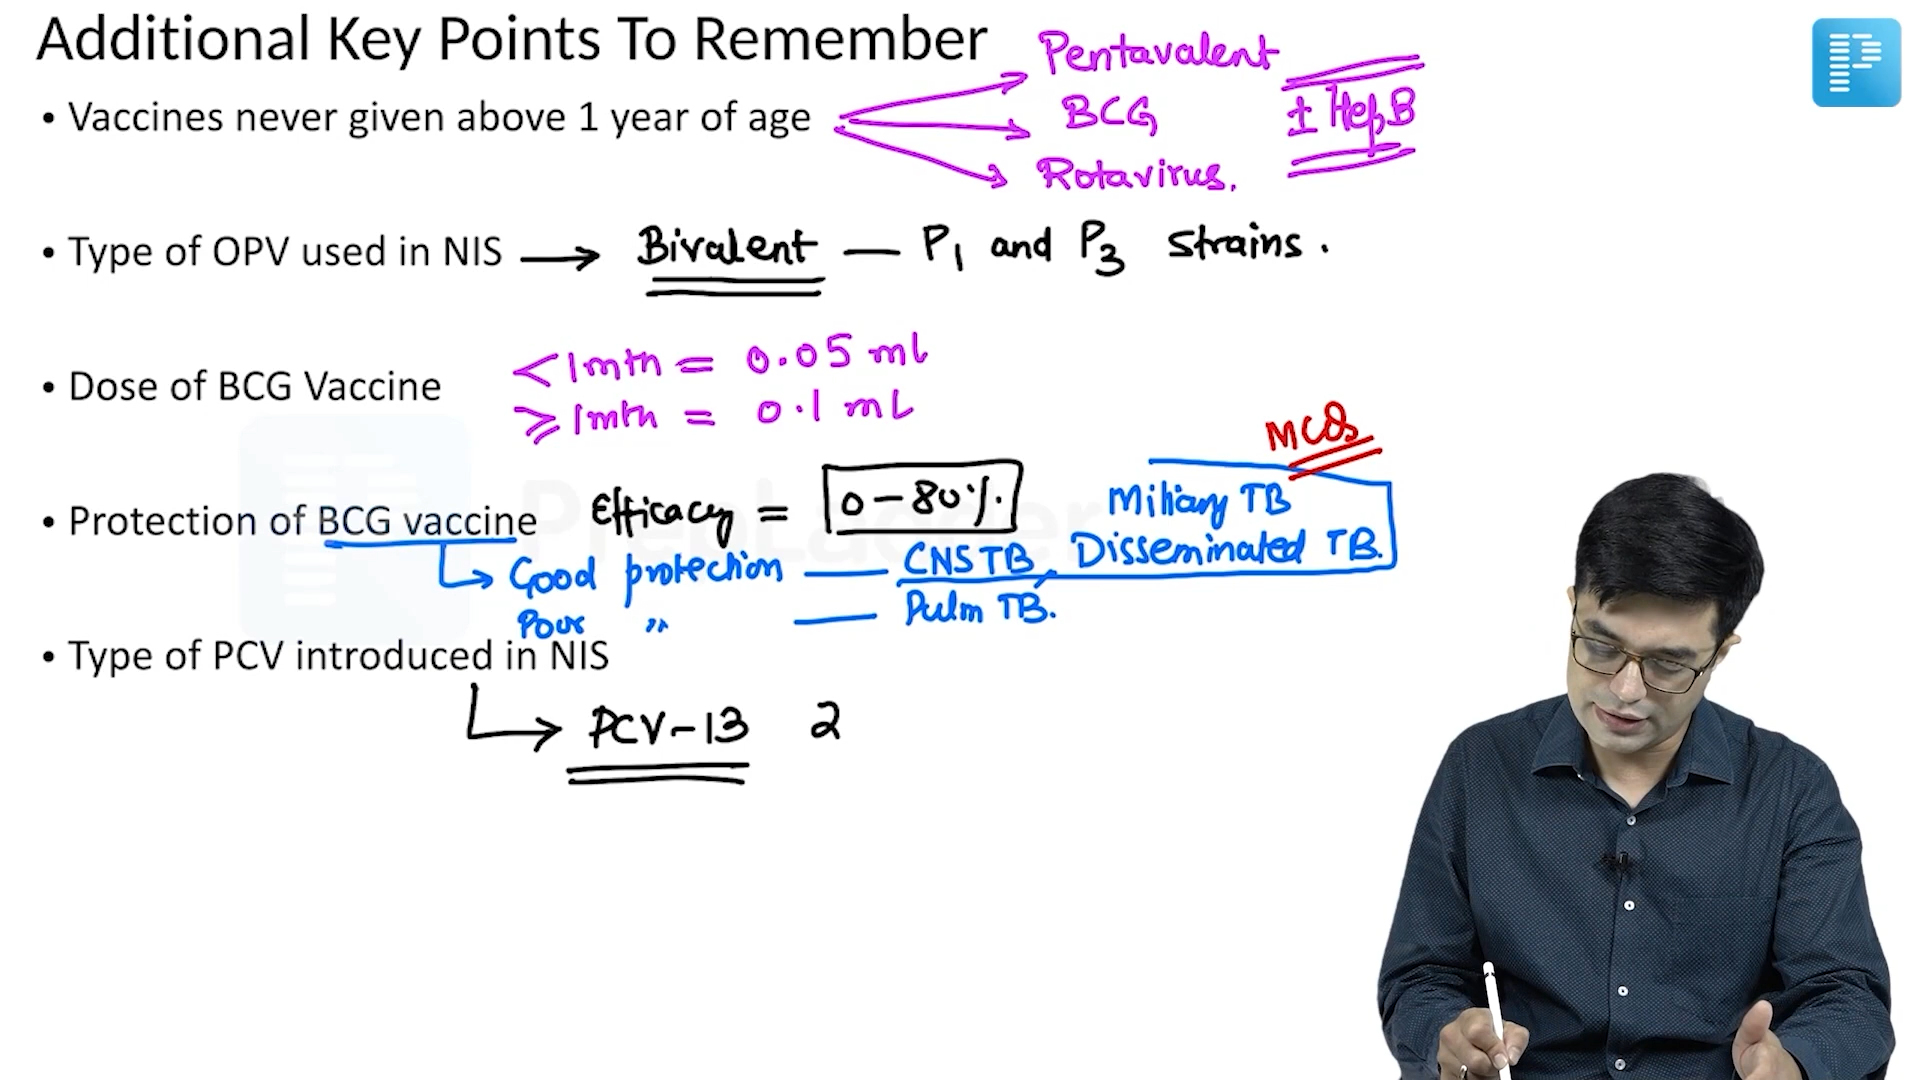 Additional Key Points To Remember
• Vaccines never given above 1 year of age
Pentavalent
BCG
Rotavirus.
± Hep B
• Type of OPV used in NIS → Bivalent — P1 and P3 strains.
• Dose of BCG Vaccine
< 1mth = 0.05 ml
≥ 1mth = 0.1 mL
MCQs
• Protection of BCG vaccine Efficacy = 0-80%.
Miliary TB
Good protection — CNS TB, Disseminated TB.
Poor " — Pulm TB.
• Type of PCV introduced in NIS
PCV-13 2
PrepLadder